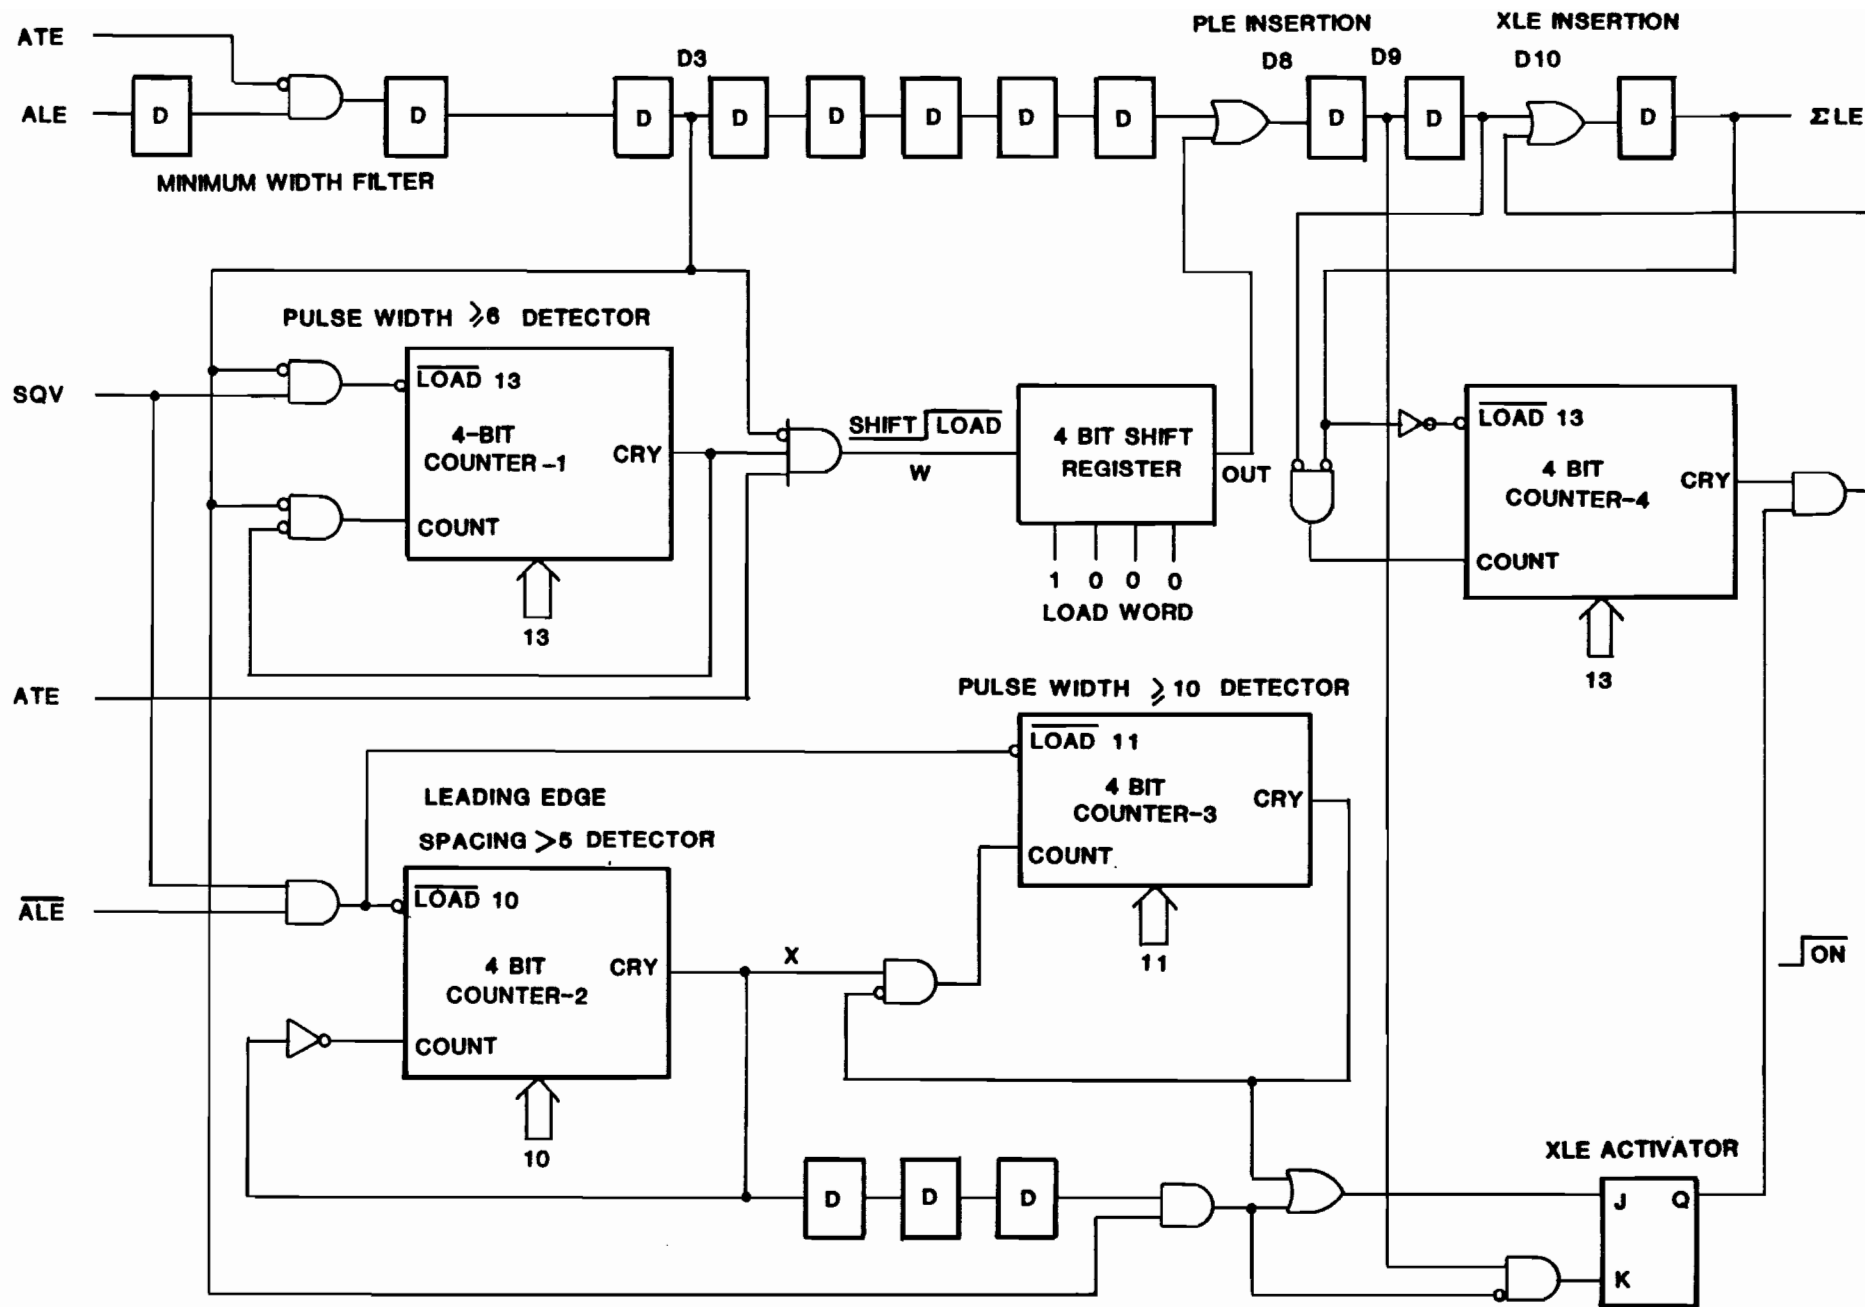 PLE INSERTION
XLE INSERTION
ATE
D3
D8
D9
D10
ALE
D
D
D
D
D
D
D
D
D
D
D
ΣLE
MINIMUM WIDTH FILTER
PULSE WIDTH ≥6 DETECTOR
SQV
LOAD 13
4-BIT
COUNTER-1
CRY
COUNT
13
SHIFT LOAD
W
4 BIT SHIFT
REGISTER
OUT
1 0 0 0
LOAD WORD
LOAD 13
4 BIT
COUNTER-4
CRY
COUNT
13
ATE
PULSE WIDTH ≥10 DETECTOR
LOAD 11
4 BIT
COUNTER-3
CRY
COUNT
11
LEADING EDGE
SPACING >5 DETECTOR
ALE
LOAD 10
4 BIT
COUNTER-2
CRY
COUNT
10
X
ON
D
D
D
XLE ACTIVATOR
J Q
K